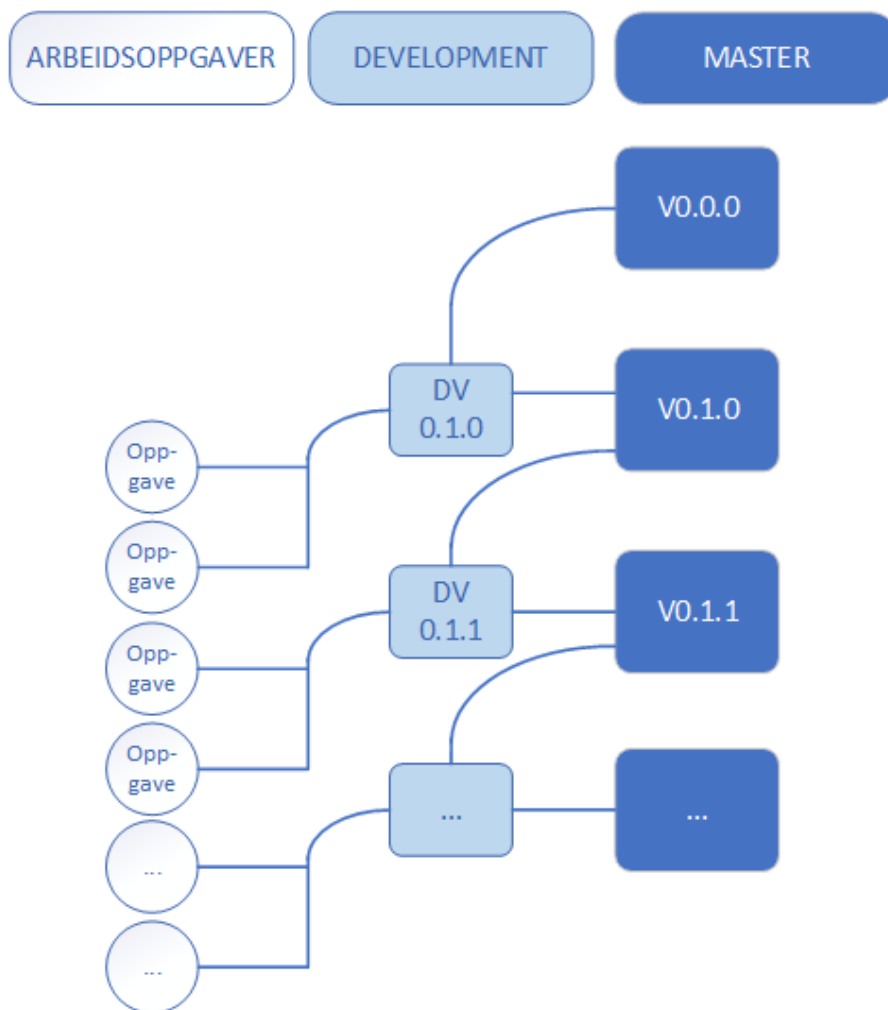 ARBEIDSOPPGAVER
DEVELOPMENT
MASTER
V0.0.0
DV
0.1.0
V0.1.0
Opp-
gave
Opp-
gave
DV
0.1.1
V0.1.1
Opp-
gave
Opp-
gave
...
...
...
...